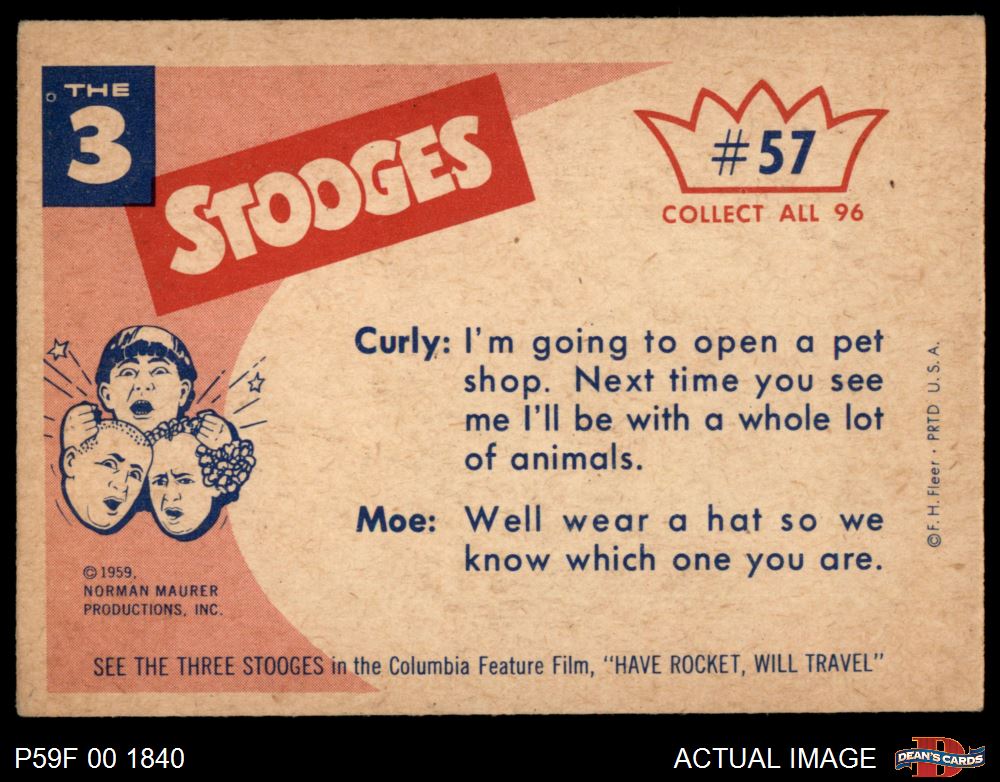 THE
3
STOOGES
#57
COLLECT ALL 96
Curly: I'm going to open a pet
shop. Next time you see
me I'll be with a whole lot
of animals.
Moe: Well wear a hat so we
know which one you are.
© F. H. Fleer • PRTD U. S. A.
© 1959,
NORMAN MAURER
PRODUCTIONS, INC.
SEE THE THREE STOOGES in the Columbia Feature Film, "HAVE ROCKET, WILL TRAVEL"
P59F 00 1840
ACTUAL IMAGE
DEAN'S CARDS